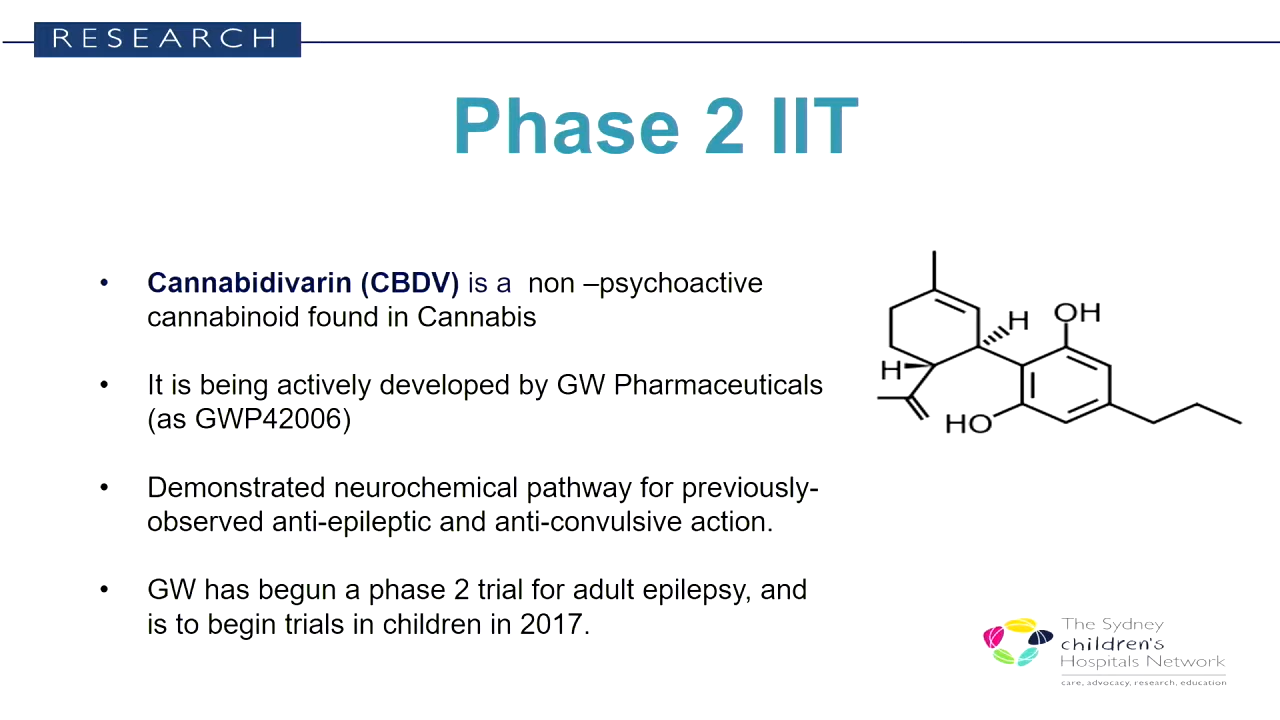 RESEARCH
Phase 2 IIT
• Cannabidivarin (CBDV) is a  non –psychoactive
cannabinoid found in Cannabis
• It is being actively developed by GW Pharmaceuticals
(as GWP42006)
• Demonstrated neurochemical pathway for previously-
observed anti-epileptic and anti-convulsive action.
• GW has begun a phase 2 trial for adult epilepsy, and
is to begin trials in children in 2017.
H
OH
H
HO
The Sydney
children's
Hospitals Network
care, advocacy, research, education